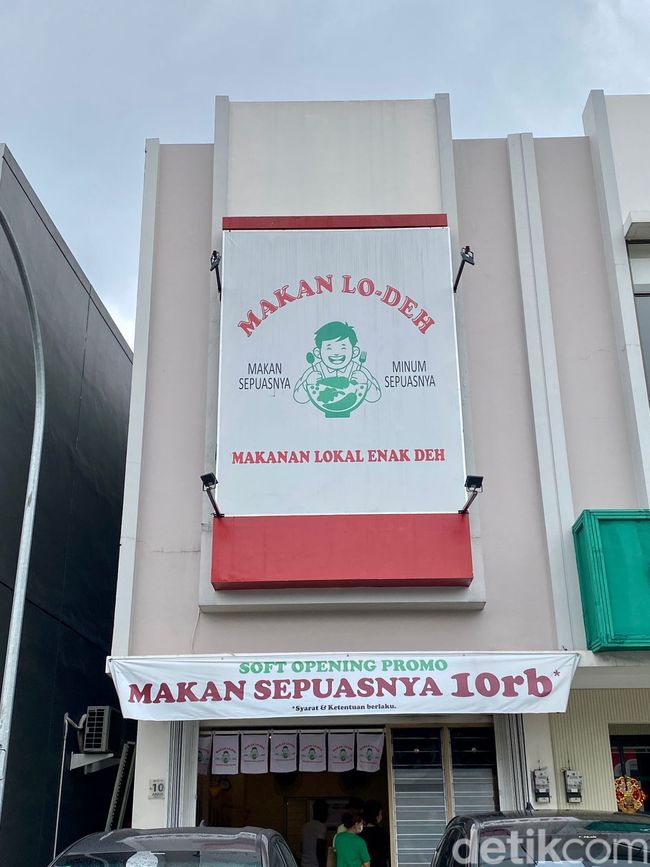 MAKAN LO-DEH
MAKAN SEPUASNYA
MINUM SEPUASNYA
MAKANAN LOKAL ENAK DEH
SOFT OPENING PROMO
MAKAN SEPUASNYA 10rb*
*Syarat & Ketentuan berlaku.
10
detikcom